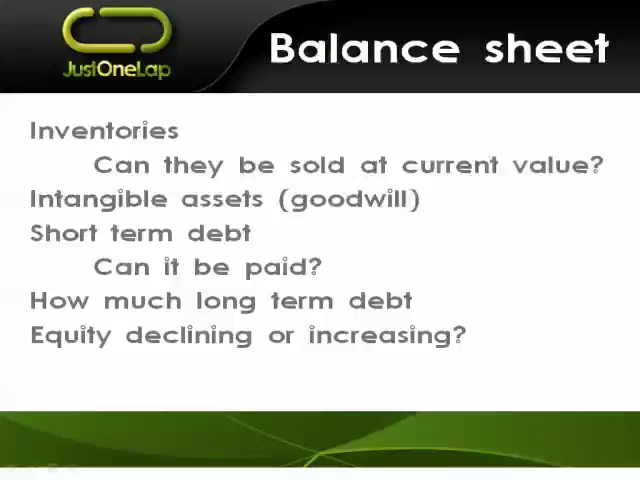 JustOneLap
Balance sheet
Inventories
Can they be sold at current value?
Intangible assets (goodwill)
Short term debt
Can it be paid?
How much long term debt
Equity declining or increasing?